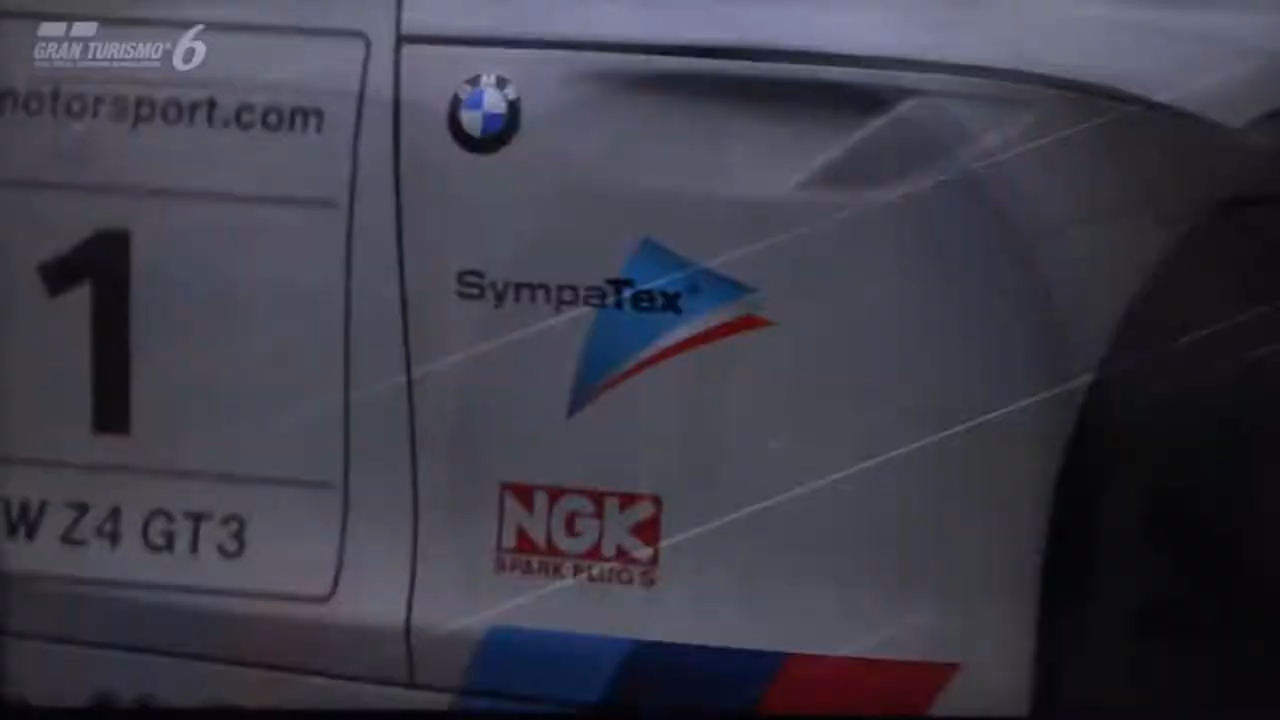 GRAN TURISMO 6
motorsport.com
1
W Z4 GT3
SympaTex
NGK
SPARK PLUGS